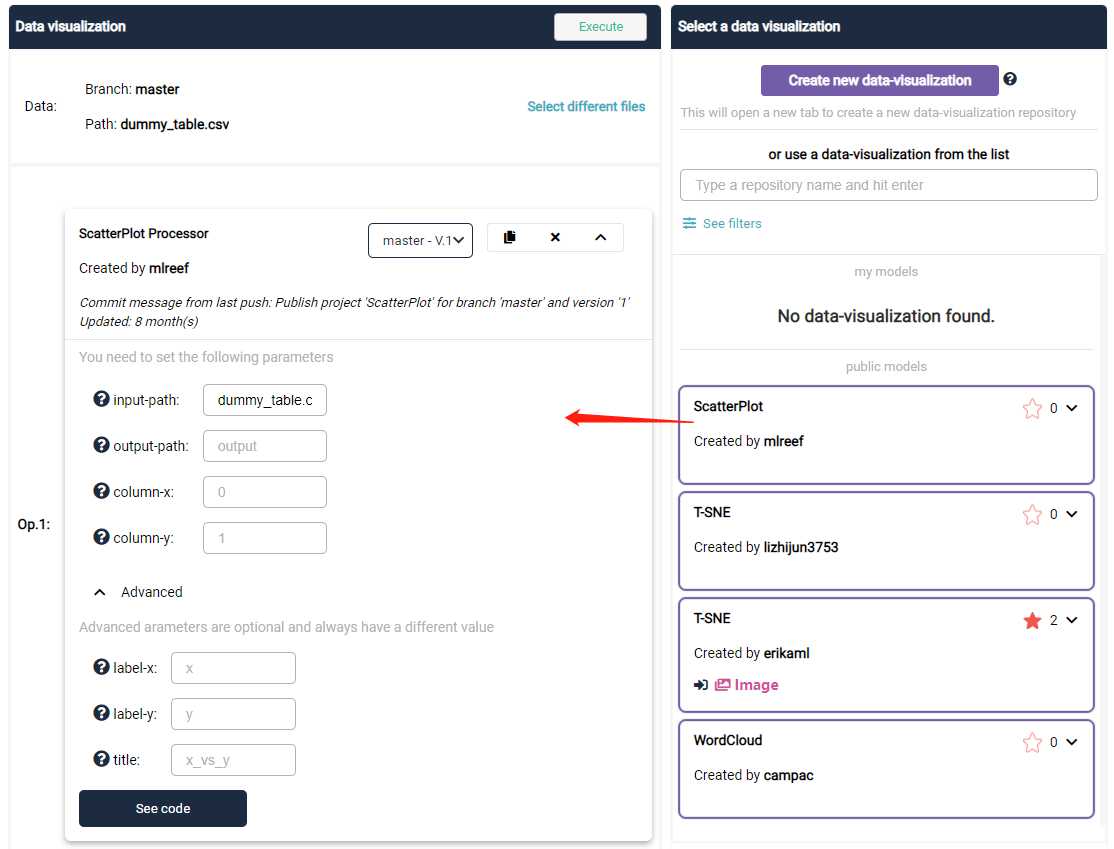 Data visualization
Execute
Data:
Branch: master
Path: dummy_table.csv
Select different files
Op.1:
ScatterPlot Processor
master - V.1
Created by mlreef
Commit message from last push: Publish project 'ScatterPlot' for branch 'master' and version '1'
Updated: 8 month(s)
You need to set the following parameters
input-path: dummy_table.c
output-path: output
column-x: 0
column-y: 1
Advanced
Advanced arameters are optional and always have a different value
label-x: x
label-y: y
title: x_vs_y
See code
Select a data visualization
Create new data-visualization
This will open a new tab to create a new data-visualization repository
or use a data-visualization from the list
Type a repository name and hit enter
See filters
my models
No data-visualization found.
public models
ScatterPlot 0
Created by mlreef
T-SNE 0
Created by lizhijun3753
T-SNE 2
Created by erikaml
Image
WordCloud 0
Created by campac